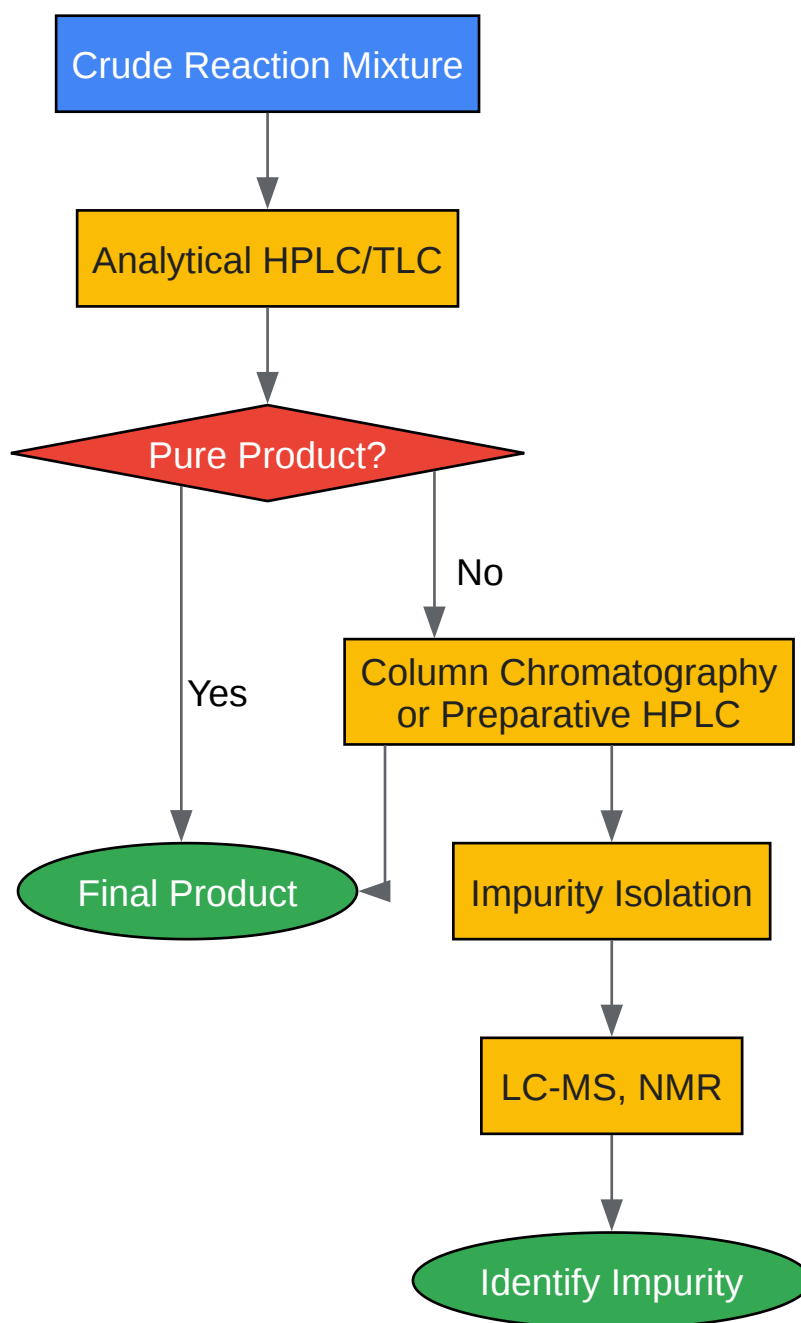 Crude Reaction Mixture
Analytical HPLC/TLC
Pure Product?
No
Column Chromatography
or Preparative HPLC
Yes
Final Product
Impurity Isolation
LC-MS, NMR
Identify Impurity